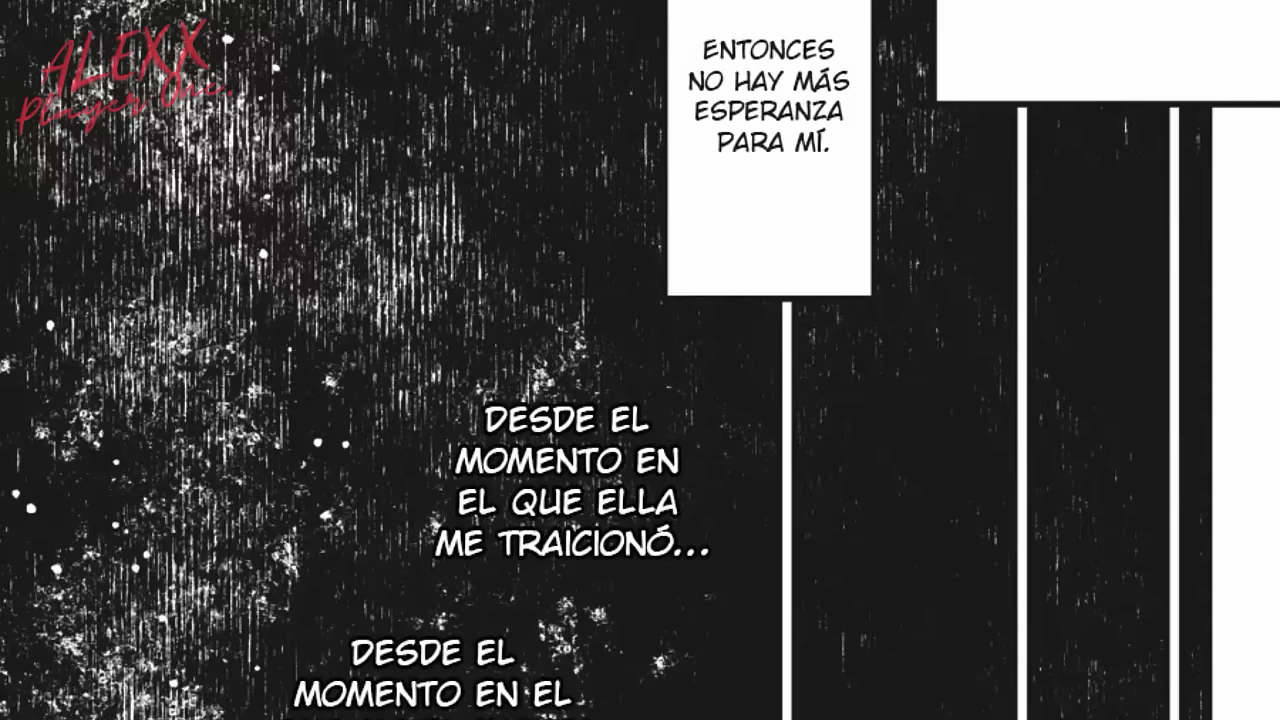 ALEXX
Player One.
ENTONCES
NO HAY MÁS
ESPERANZA
PARA MÍ.
DESDE EL
MOMENTO EN
EL QUE ELLA
ME TRAICIONÓ...
DESDE EL
MOMENTO EN EL